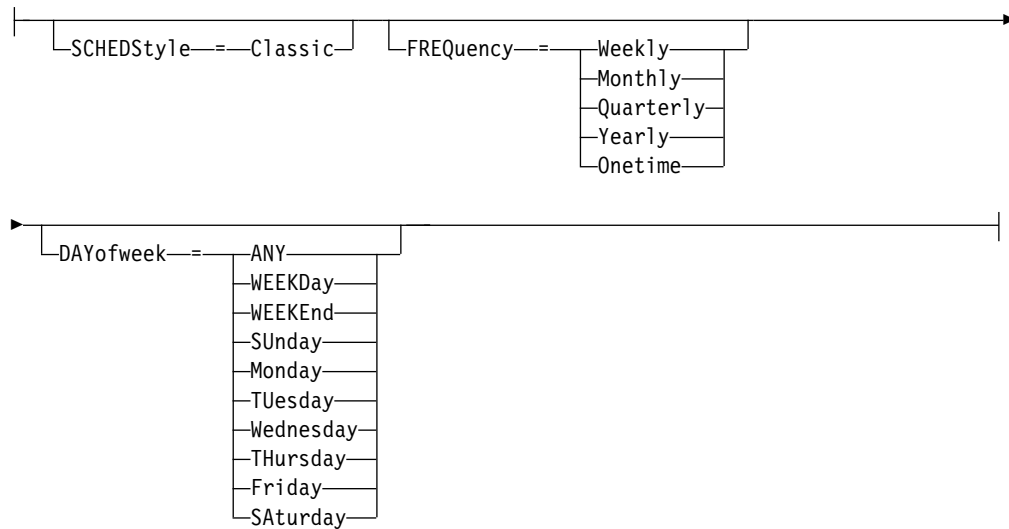 SCHEDStyle = Classic FREQuency = Weekly
Monthly
Quarterly
Yearly
Onetime
DAYofweek = ANY
WEEKDay
WEEKEnd
SUnday
Monday
TUesday
Wednesday
THursday
Friday
SAturday